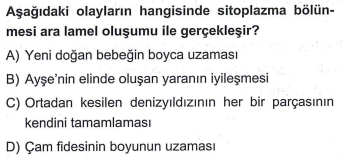 Aşağıdaki olayların hangisinde sitoplazma bölün-
mesi ara lamel oluşumu ile gerçekleşir?
A) Yeni doğan bebeğin boyca uzaması
B) Ayşe'nin elinde oluşan yaranın iyileşmesi
C) Ortadan kesilen denizyıldızının her bir parçasının
kendini tamamlaması
D) Çam fidesinin boyunun uzaması